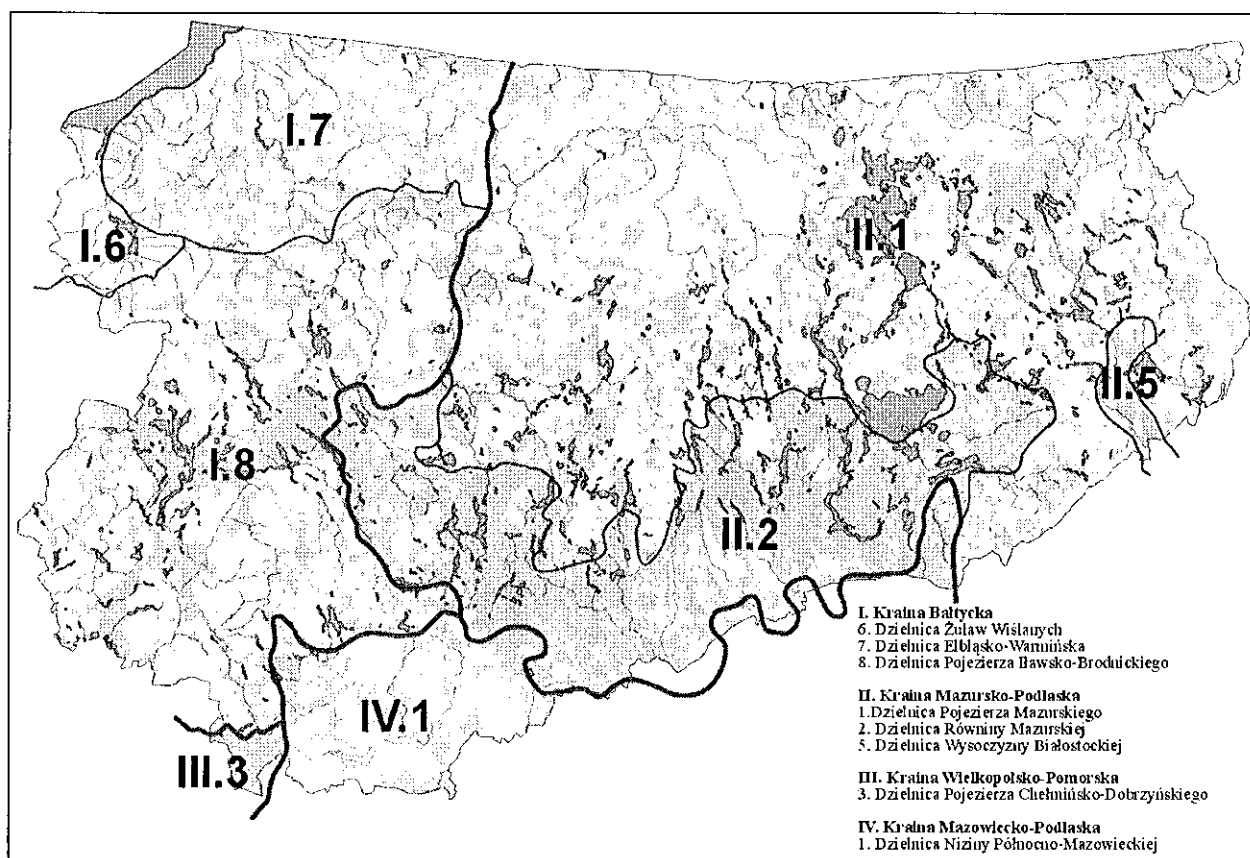 I.7
II.1
I.6
II.5
I.8
II.2
IV.1
III.3
I. Kraina Bałtycka
6. Dzielnica Żuław Wiślanych
7. Dzielnica Elbląsko-Warmińska
8. Dzielnica Pojezierza Iławsko-Brodnickiego
II. Kraina Mazursko-Podlaska
1.Dzielnica Pojezierza Mazurskiego
2. Dzielnica Równiny Mazurskiej
5. Dzielnica Wysoczyzny Białostockiej
III. Kraina Wielkopolsko-Pomorska
3. Dzielnica Pojezierza Chełmińsko-Dobrzyńskiego
IV. Kraina Mazowiecko-Podlaska
1. Dzielnica Niziny Północno-Mazowieckiej